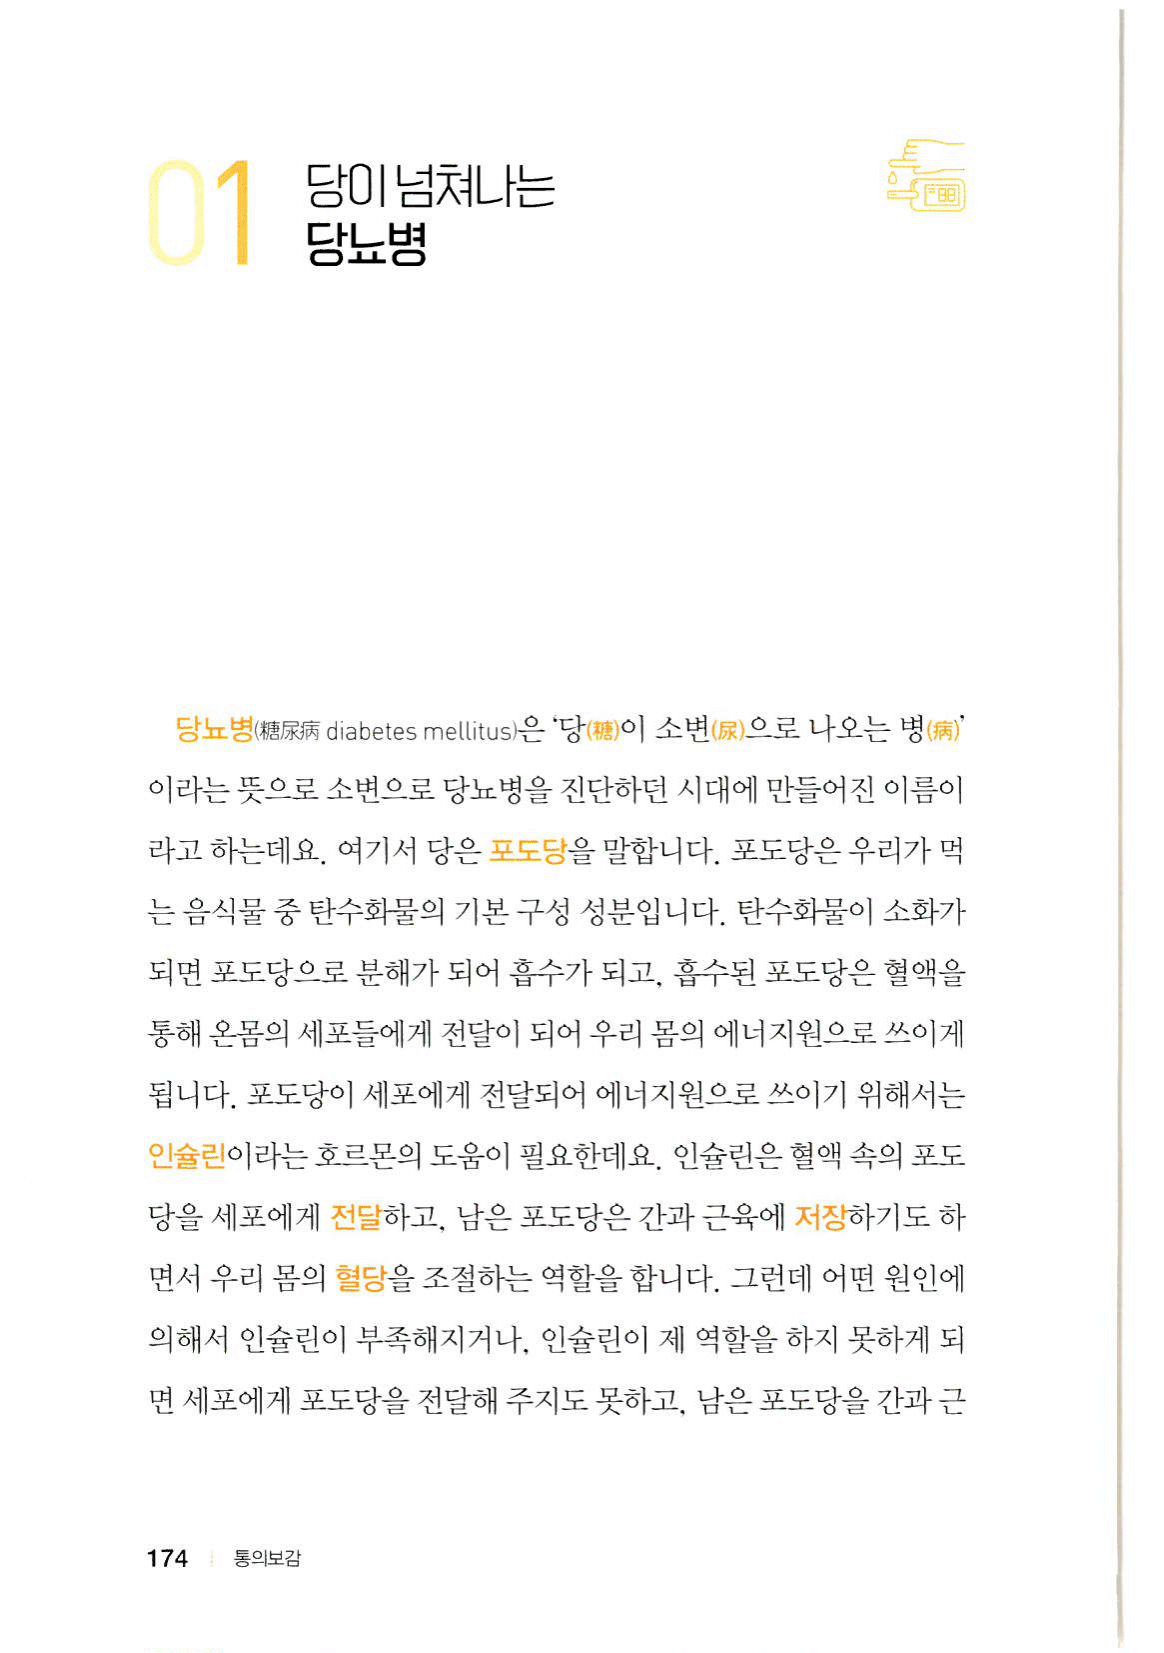 01
당이 넘쳐나는
당뇨병
88
당뇨병(糖尿病 diabetes mellitus)은 ‘당(糖)이 소변(尿)으로 나오는 병(病)’
이라는 뜻으로 소변으로 당뇨병을 진단하던 시대에 만들어진 이름이
라고 하는데요. 여기서 당은 포도당을 말합니다. 포도당은 우리가 먹
는 음식물 중 탄수화물의 기본 구성 성분입니다. 탄수화물이 소화가
되면 포도당으로 분해가 되어 흡수가 되고, 흡수된 포도당은 혈액을
통해 온몸의 세포들에게 전달이 되어 우리 몸의 에너지원으로 쓰이게
됩니다. 포도당이 세포에게 전달되어 에너지원으로 쓰이기 위해서는
인슐린이라는 호르몬의 도움이 필요한데요. 인슐린은 혈액 속의 포도
당을 세포에게 전달하고, 남은 포도당은 간과 근육에 저장하기도 하
면서 우리 몸의 혈당을 조절하는 역할을 합니다. 그런데 어떤 원인에
의해서 인슐린이 부족해지거나, 인슐린이 제 역할을 하지 못하게 되
면 세포에게 포도당을 전달해 주지도 못하고, 남은 포도당을 간과 근
174 통의보감